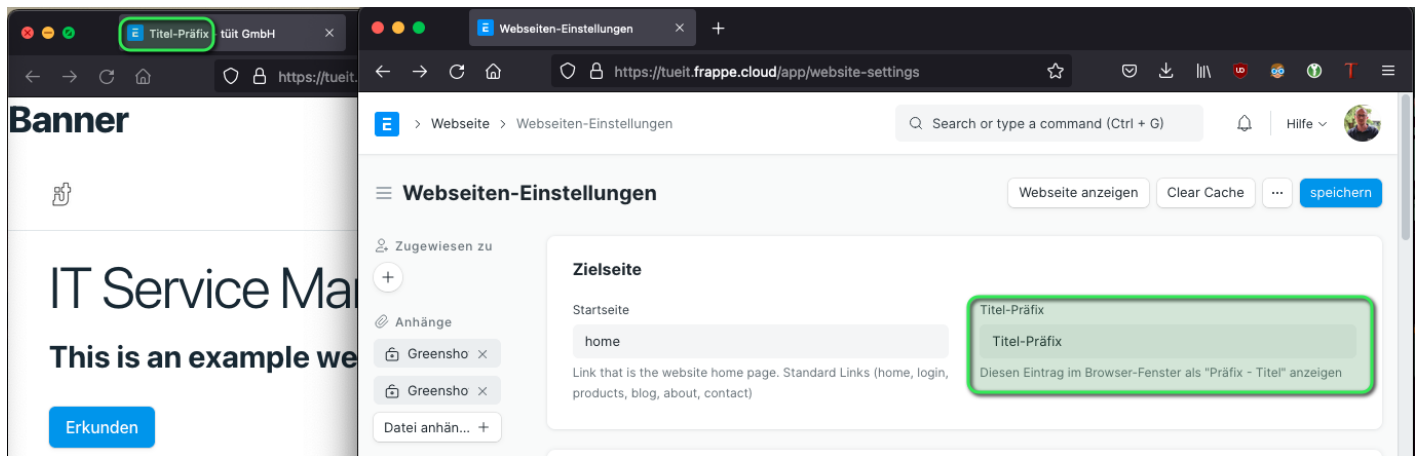 Titel-Präfix - tüit GmbH
https://tueit.
Banner
IT Service Ma
This is an example we
Erkunden
Webseiten-Einstellungen
https://tueit.frappe.cloud/app/website-settings
Webseite > Webseiten-Einstellungen
Search or type a command (Ctrl + G)
Hilfe
Webseiten-Einstellungen
Webseite anzeigen
Clear Cache
...
speichern
Zugewiesen zu
Anhänge
Greensho
Greensho
Datei anhän...
Zielseite
Startseite
home
Link that is the website home page. Standard Links (home, login,
products, blog, about, contact)
Titel-Präfix
Titel-Präfix
Diesen Eintrag im Browser-Fenster als "Präfix - Titel" anzeigen